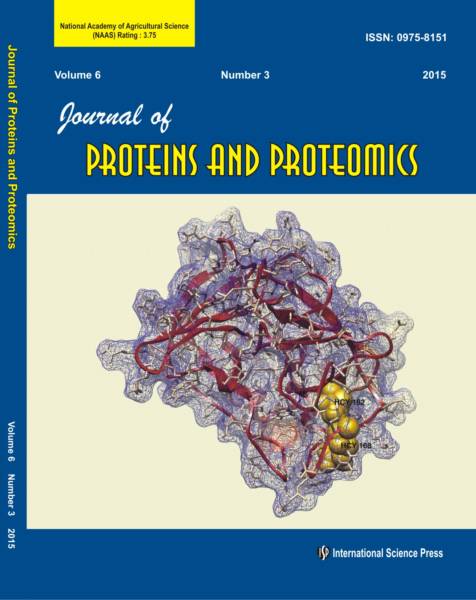 National Academy of Agricultural Science
(NAAS) Rating : 3.75
ISSN: 0975-8151
Volume 6 Number 3 2015
Journal of
PROTEINS AND PROTEOMICS
HCY 182
HCY 168
ISP International Science Press
Journal of Proteins and Proteomics
Volume 6 Number 3 2015